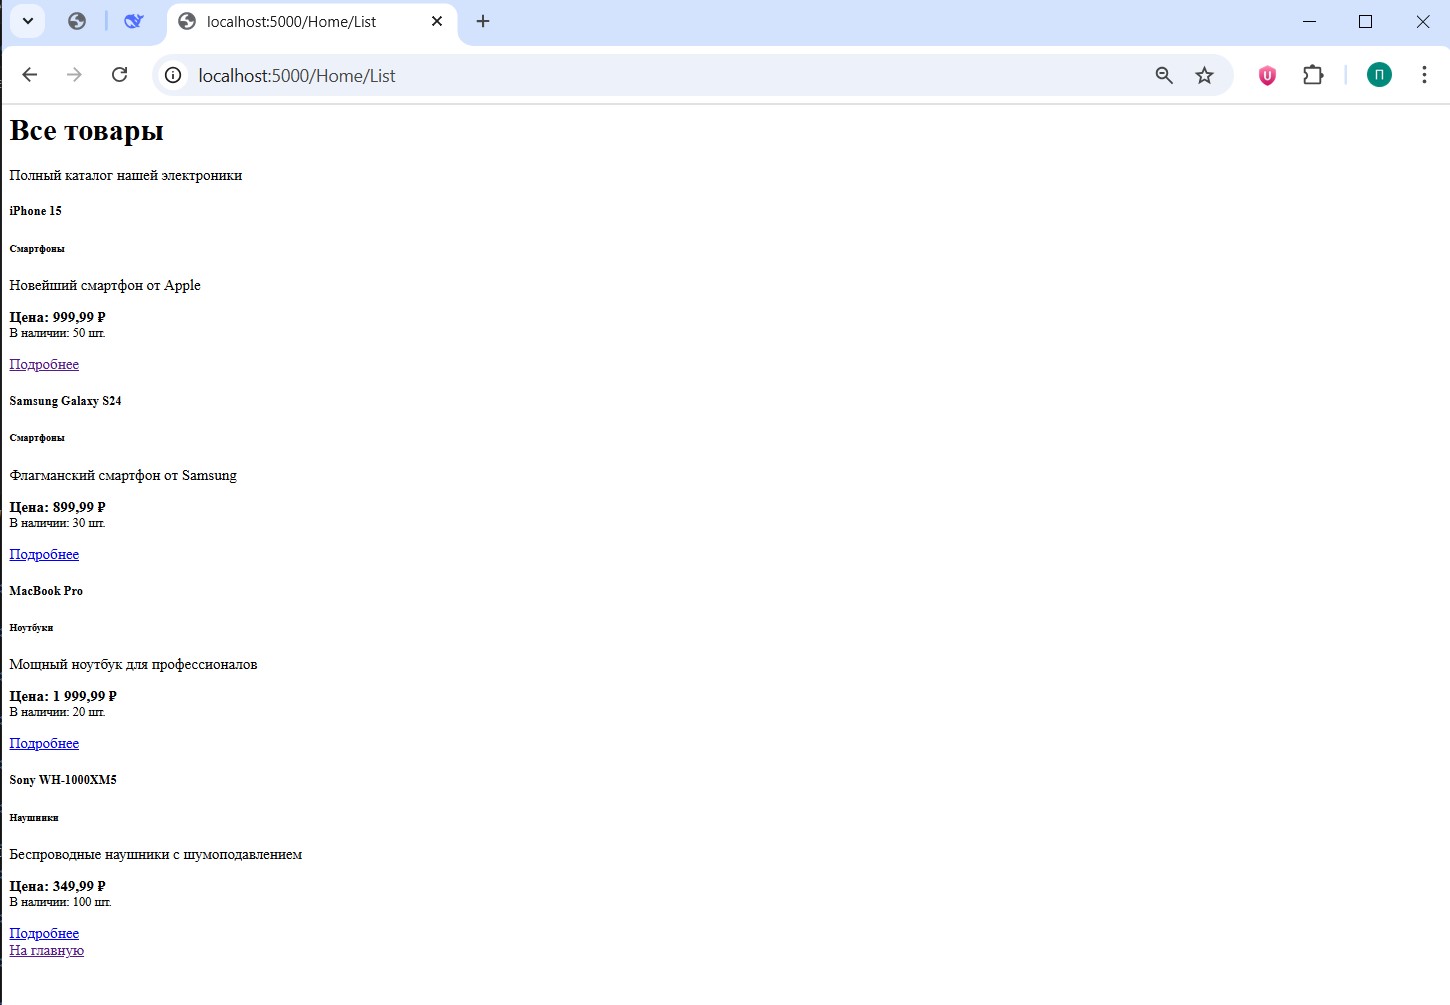 localhost:5000/Home/List
localhost:5000/Home/List
П
Все товары
Полный каталог нашей электроники
iPhone 15
Смартфоны
Новейший смартфон от Apple
Цена: 999,99 ₽
В наличии: 50 шт.
Подробнее
Samsung Galaxy S24
Смартфоны
Флагманский смартфон от Samsung
Цена: 899,99 ₽
В наличии: 30 шт.
Подробнее
MacBook Pro
Ноутбуки
Мощный ноутбук для профессионалов
Цена: 1 999,99 ₽
В наличии: 20 шт.
Подробнее
Sony WH-1000XM5
Наушники
Беспроводные наушники с шумоподавлением
Цена: 349,99 ₽
В наличии: 100 шт.
Подробнее
На главную